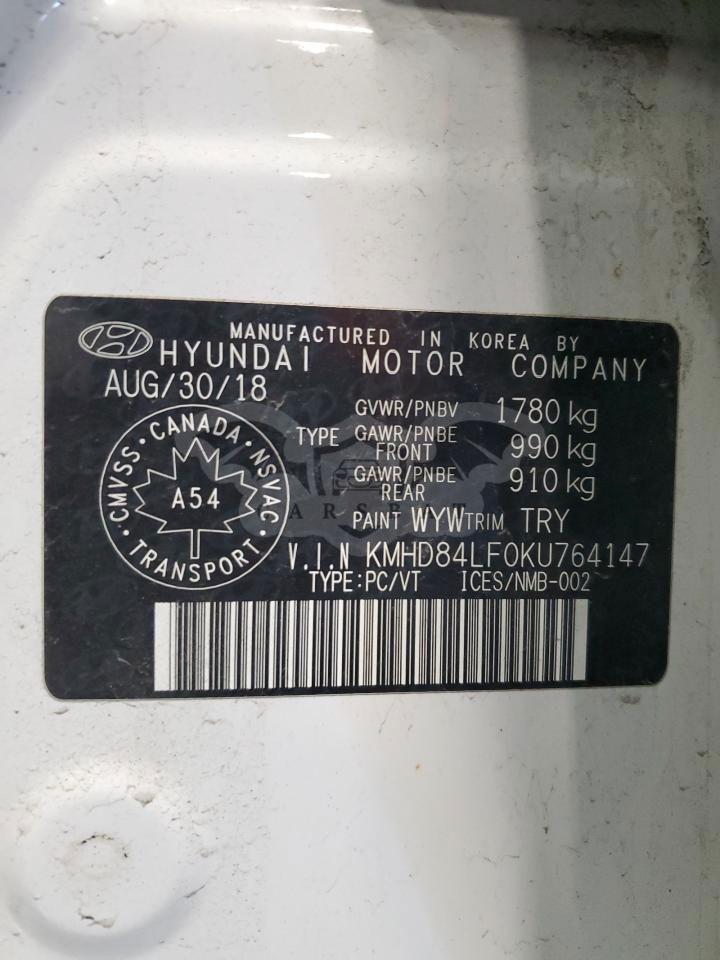 MANUFACTURED IN KOREA BY
HYUNDAI MOTOR COMPANY
AUG/30/18
GVWR/PNBV 1780 kg
TYPE GAWR/PNBE FRONT 990 kg
GAWR/PNBE REAR 910 kg
PAINT WYW TRIM TRY
CMVSS · CANADA · NSVAC · TRANSPORT ·
A54
V.I.N KMHD84LF0KU764147
TYPE:PC/VT ICES/NMB-002